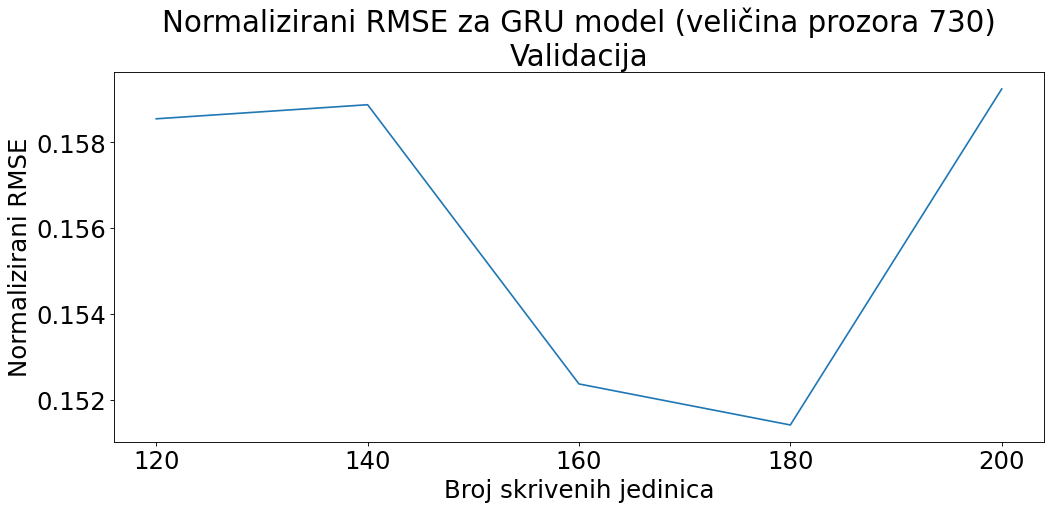 Normalizirani RMSE za GRU model (veličina prozora 730)
Validacija
Normalizirani RMSE
0.158
0.156
0.154
0.152
120 140 160 180 200
Broj skrivenih jedinica